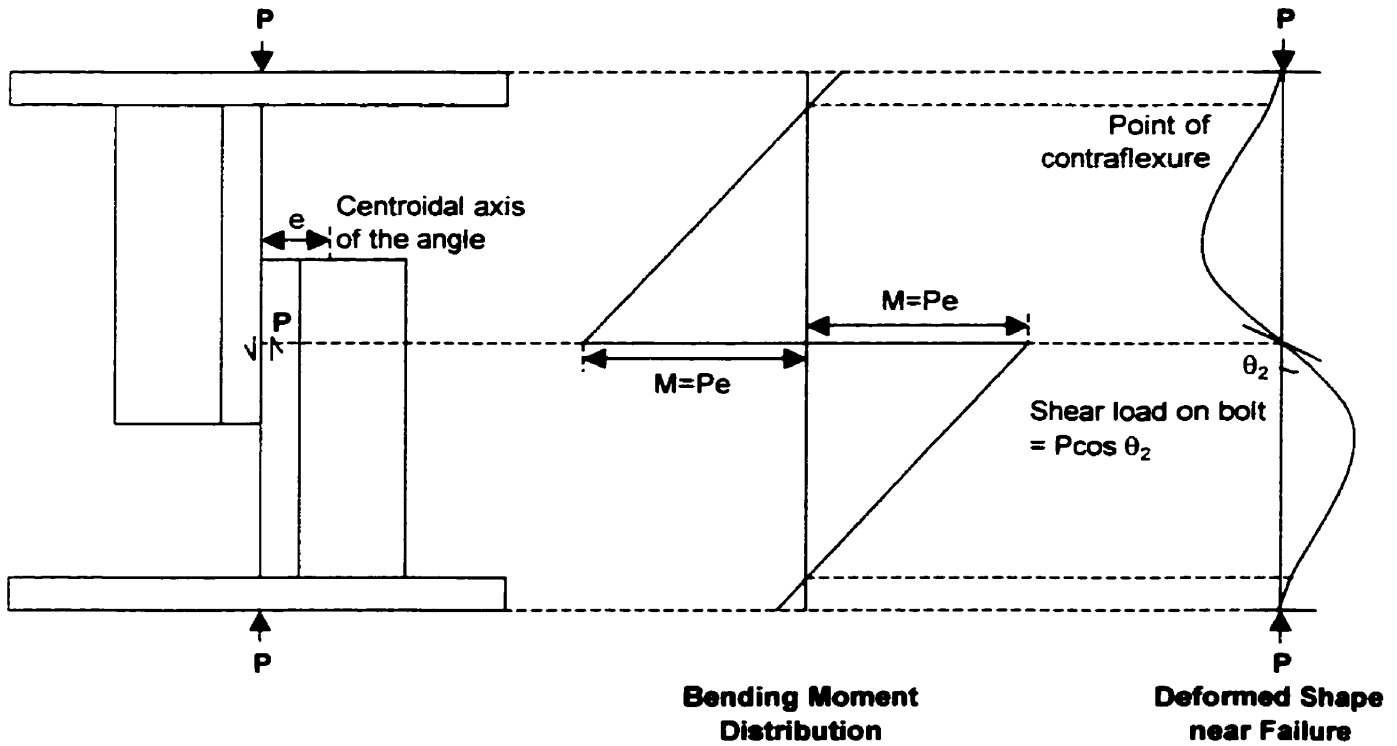 P
P
Point of
contraflexure
e
Centroidal axis
of the angle
P
M=Pe
M=Pe
θ₂
Shear load on bolt
= Pcos θ₂
P
P
Bending Moment
Distribution
Deformed Shape
near Failure